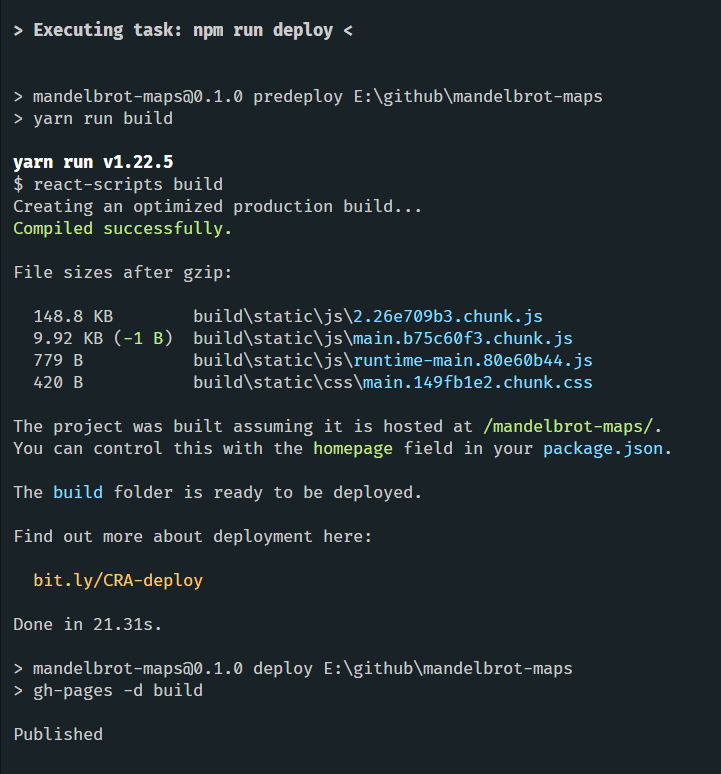 > Executing task: npm run deploy <
> mandelbrot-maps@0.1.0 predeploy E:\github\mandelbrot-maps
> yarn run build
yarn run v1.22.5
$ react-scripts build
Creating an optimized production build...
Compiled successfully.
File sizes after gzip:
148.8 KB build\static\js\2.26e709b3.chunk.js
9.92 KB (-1 B) build\static\js\main.b75c60f3.chunk.js
779 B build\static\js\runtime-main.80e60b44.js
420 B build\static\css\main.149fb1e2.chunk.css
The project was built assuming it is hosted at /mandelbrot-maps/.
You can control this with the homepage field in your package.json.
The build folder is ready to be deployed.
Find out more about deployment here:
bit.ly/CRA-deploy
Done in 21.31s.
> mandelbrot-maps@0.1.0 deploy E:\github\mandelbrot-maps
> gh-pages -d build
Published